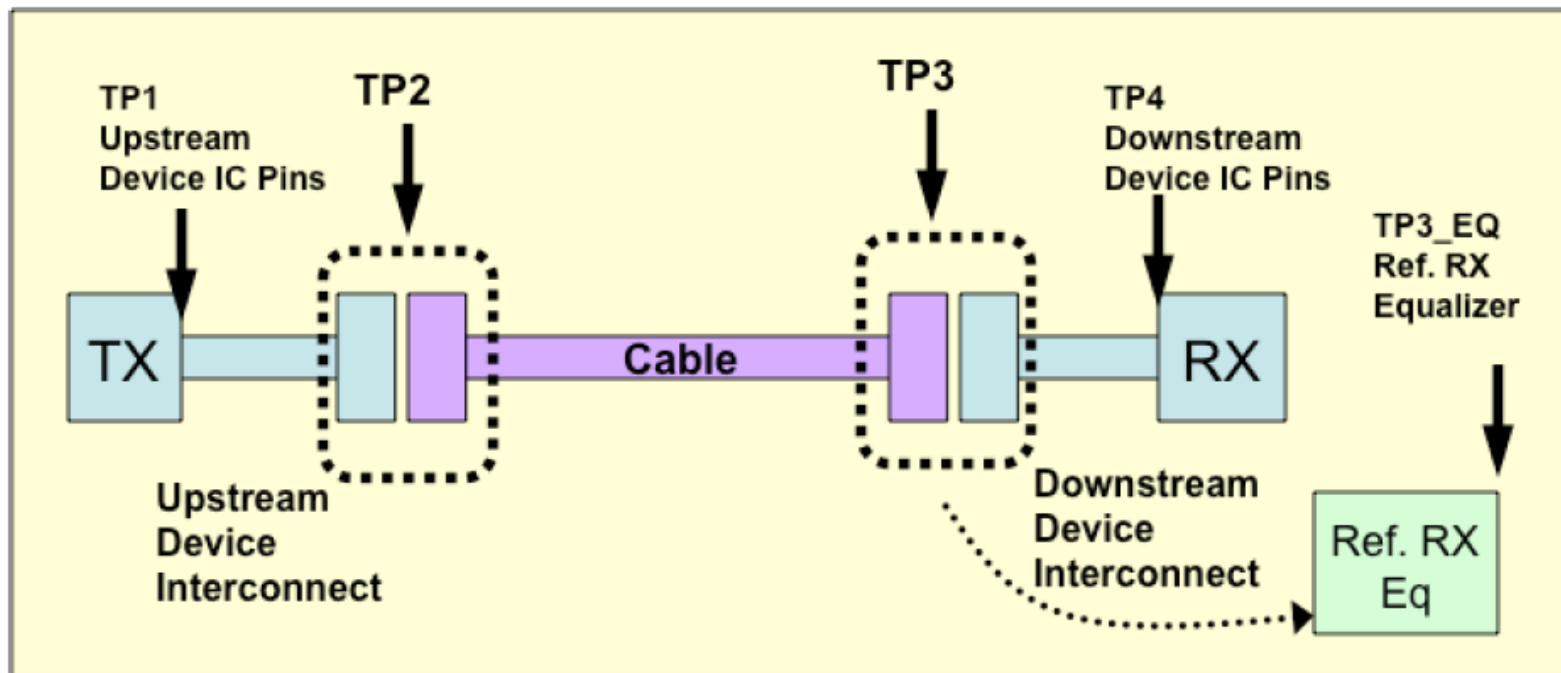 TP1
Upstream
Device IC Pins
TP2
TP3
TP4
Downstream
Device IC Pins
TP3_EQ
Ref. RX
Equalizer
TX
Cable
RX
Upstream
Device
Interconnect
Downstream
Device
Interconnect
Ref. RX
Eq